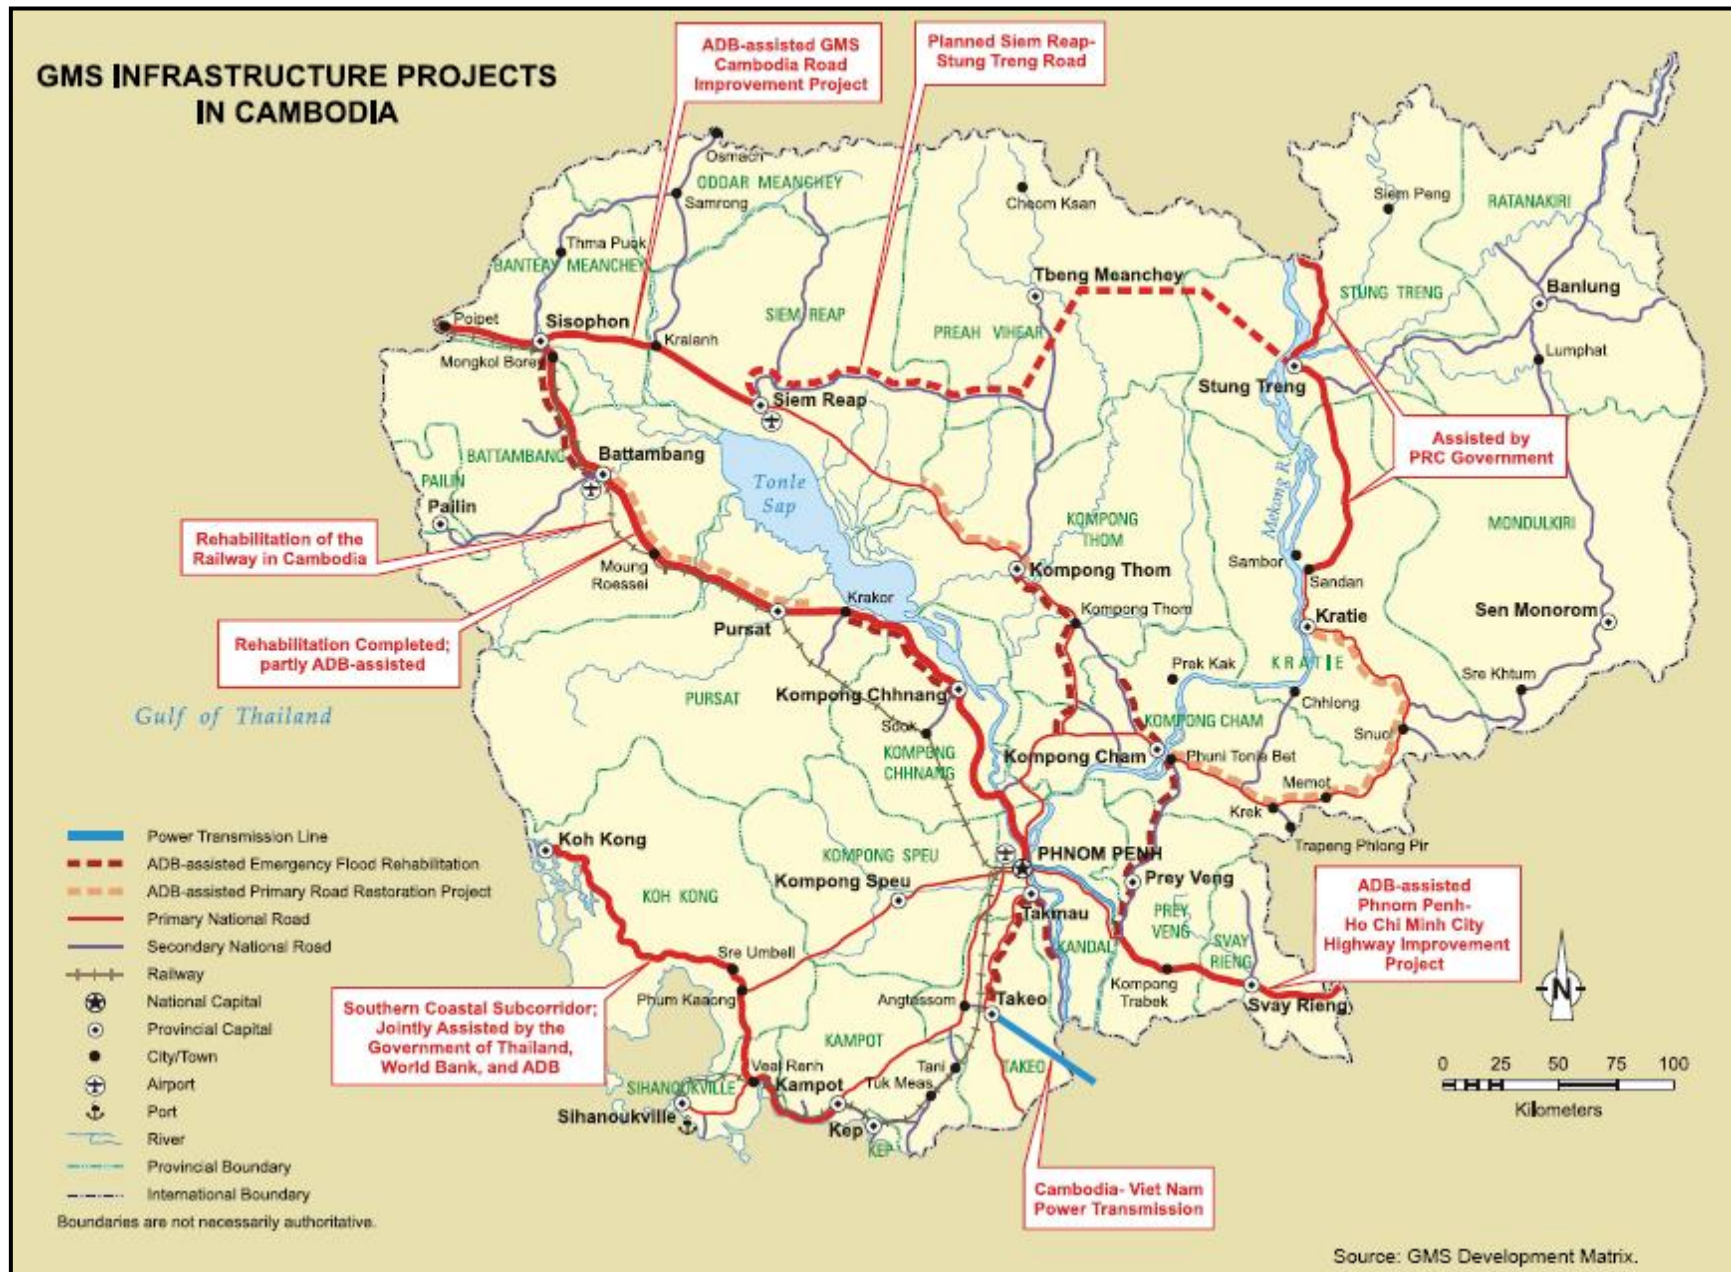 GMS INFRASTRUCTURE PROJECTS
IN CAMBODIA
ADB-assisted GMS
Cambodia Road
Improvement Project
Planned Siem Reap-
Stung Treng Road
Osmach
ODDAR MEANCHEY
Samrong
Cheom Ksan
Siem Peng
RATANAKIRI
Thma Puok
BANTEAY MEANCHEY
Tbeng Meanchey
STUNG TRENG
Banlung
Poipet
Sisophon
SIEM REAP
PREAH VIHEAR
Kralanh
Mongkol Borey
Lumphat
Stung Treng
Siem Reap
Assisted by
PRC Government
BATTAMBANG
Battambang
PAILIN
Pailin
Tonle
Sap
Mekong R.
KOMPONG
THOM
MONDULKIRI
Rehabilitation of the
Railway in Cambodia
Moung
Roessei
Sambor
Sandan
Kompong Thom
Krakor
Kompong Thom
Kratie
Sen Monorom
Pursat
Rehabilitation Completed;
partly ADB-assisted
KRATIE
Prek Kak
Sre Khtum
PURSAT
Kompong Chhnang
Chhlong
Gulf of Thailand
KOMPONG CHAM
Sook
Snuol
KOMPONG
CHHNANG
Kompong Cham
Phuni Tonle Bet
Memot
Krek
Trapeng Phlong Pir
Koh Kong
KOMPONG SPEU
PHNOM PENH
Kompong Speu
Prey Veng
KOH KONG
Takmau
PREY
VENG
KANDAL
SVAY
RIENG
ADB-assisted
Phnom Penh-
Ho Chi Minh City
Highway Improvement
Project
Sre Umbell
Phum Kaaong
Kompong
Trabek
Angtassom
Takeo
Svay Rieng
Southern Coastal Subcorridor;
Jointly Assisted by the
Government of Thailand,
World Bank, and ADB
KAMPOT
TAKEO
Tani
Tuk Meas
Veal Renh
SIHANOUKVILLE
Kampot
Sihanoukville
Kep
KEP
Cambodia- Viet Nam
Power Transmission
Power Transmission Line
ADB-assisted Emergency Flood Rehabilitation
ADB-assisted Primary Road Restoration Project
Primary National Road
Secondary National Road
Railway
National Capital
Provincial Capital
City/Town
Airport
Port
River
Provincial Boundary
International Boundary
Boundaries are not necessarily authoritative.
N
0 25 50 75 100
Kilometers
Source: GMS Development Matrix.